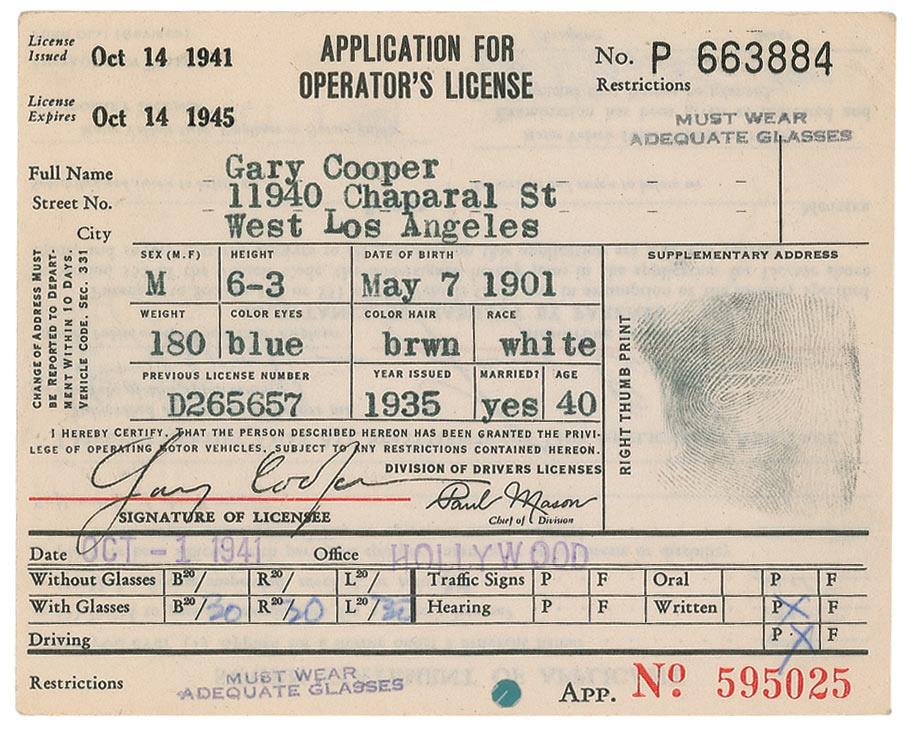 License Issued Oct 14 1941
APPLICATION FOR
OPERATOR'S LICENSE
No. P 663884
Restrictions
MUST WEAR
ADEQUATE GLASSES
License Expires Oct 14 1945
Full Name Gary Cooper
Street No. 11940 Chaparal St
City West Los Angeles
CHANGE OF ADDRESS MUST
BE REPORTED TO DEPART-
MENT WITHIN 10 DAYS.
VEHICLE CODE. SEC. 331
SEX (M.F) HEIGHT DATE OF BIRTH
M 6-3 May 7 1901
WEIGHT COLOR EYES COLOR HAIR RACE
180 blue brwn white
PREVIOUS LICENSE NUMBER YEAR ISSUED MARRIED? AGE
D265657 1935 yes 40
SUPPLEMENTARY ADDRESS
RIGHT THUMB PRINT
I HEREBY CERTIFY, THAT THE PERSON DESCRIBED HEREON HAS BEEN GRANTED THE PRIVI-
LEGE OF OPERATING MOTOR VEHICLES, SUBJECT TO ANY RESTRICTIONS CONTAINED HEREON.
DIVISION OF DRIVERS LICENSES
Gary Cooper
Paul Mason
SIGNATURE OF LICENSEE
Chief of Division
Date OCT - 1 1941 Office HOLLYWOOD
Without Glasses B20/ R20/ L20/ Traffic Signs P F Oral P F
With Glasses B20/30 R20/30 L20/30 Hearing P F Written P X F
Driving P X F
Restrictions MUST WEAR
ADEQUATE GLASSES
App. No 595025